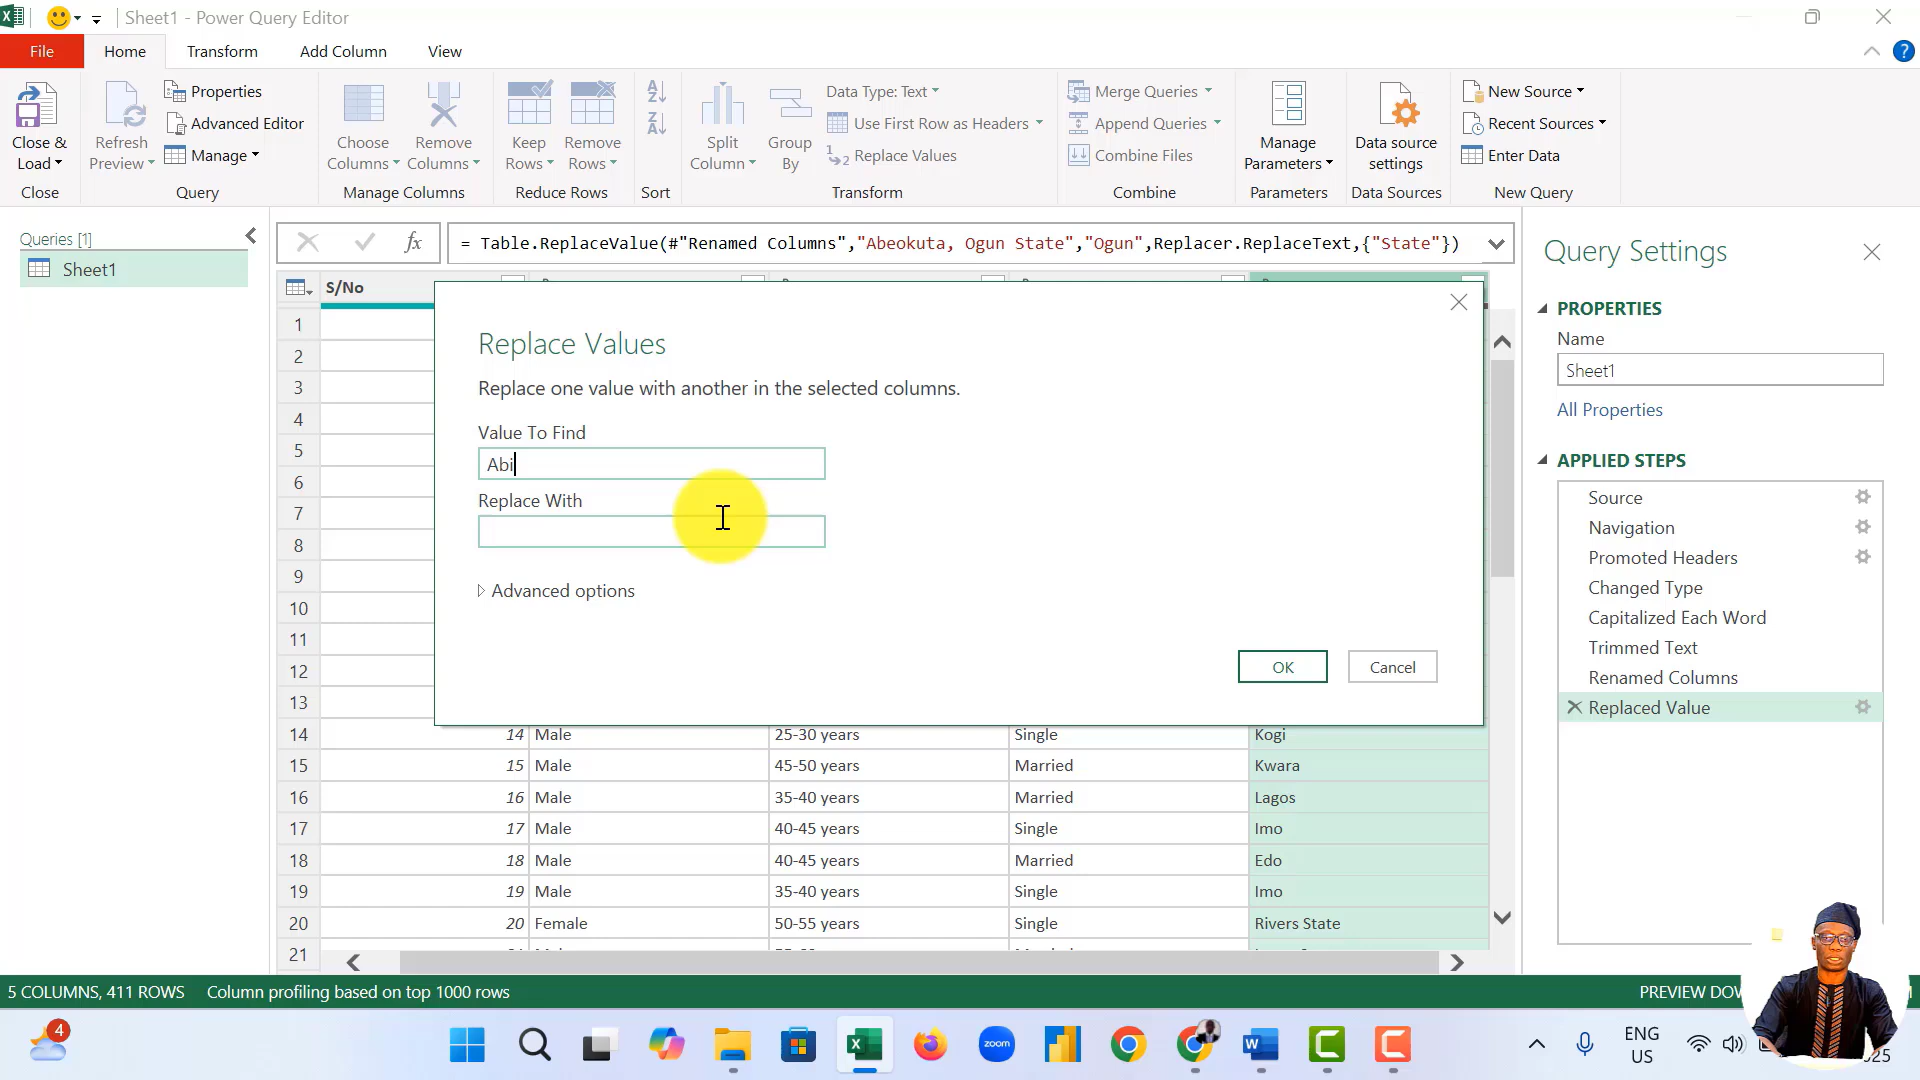 Sheet1 - Power Query Editor
File
Home
Transform
Add Column
View
Close & Load
Refresh Preview
Properties
Advanced Editor
Manage
Choose Columns
Remove Columns
Keep Rows
Remove Rows
Split Column
Group By
Data Type: Text
Use First Row as Headers
Replace Values
Merge Queries
Append Queries
Combine Files
Manage Parameters
Data source settings
New Source
Recent Sources
Enter Data
Close
Query
Manage Columns
Reduce Rows
Sort
Transform
Combine
Parameters
Data Sources
New Query
Queries [1]
Sheet1
fx
= Table.ReplaceValue(#"Renamed Columns","Abeokuta, Ogun State","Ogun",Replacer.ReplaceText,{"State"})
S/No
1
2
3
4
5
6
7
8
9
10
11
12
13
Replace Values
Replace one value with another in the selected columns.
Value To Find
Abi
Replace With
Advanced options
OK
Cancel
14 14 Male 25-30 years Single Kogi
15 15 Male 45-50 years Married Kwara
16 16 Male 35-40 years Married Lagos
17 17 Male 40-45 years Single Imo
18 18 Male 40-45 years Married Edo
19 19 Male 35-40 years Single Imo
20 20 Female 50-55 years Single Rivers State
21
Query Settings
PROPERTIES
Name
Sheet1
All Properties
APPLIED STEPS
Source
Navigation
Promoted Headers
Changed Type
Capitalized Each Word
Trimmed Text
Renamed Columns
Replaced Value
5 COLUMNS, 411 ROWS
Column profiling based on top 1000 rows
PREVIEW
4
zoom
ENG
US